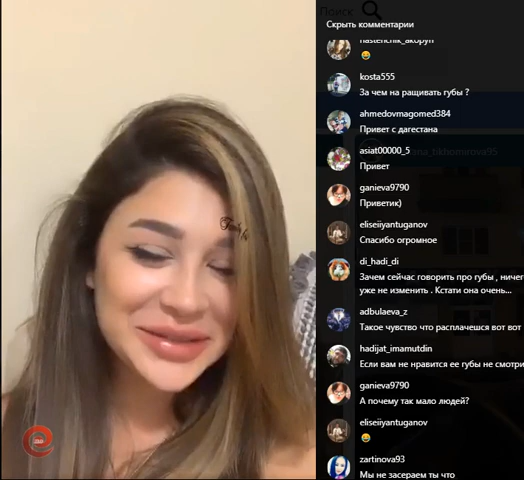 Поиск
Скрыть комментарии
kosta555
За чем на ращивать губы ?
ahmedovmagomed384
Привет с дагестана
asiat00000_5
Привет
ganieva9790
Приветик)
eliseiiyantuganov
Спасибо огромное
di_hadi_di
Зачем сейчас говорить про губы , ничег
уже не изменить . Кстати она очень...
adbulaeva_z
Такое чувство что расплачешся вот вот
hadijat_imamutdin
Если вам не нравится ее губы не смотри
ganieva9790
А почему так мало людей?
eliseiiyantuganov
zartinova93
Мы не засераем ты что